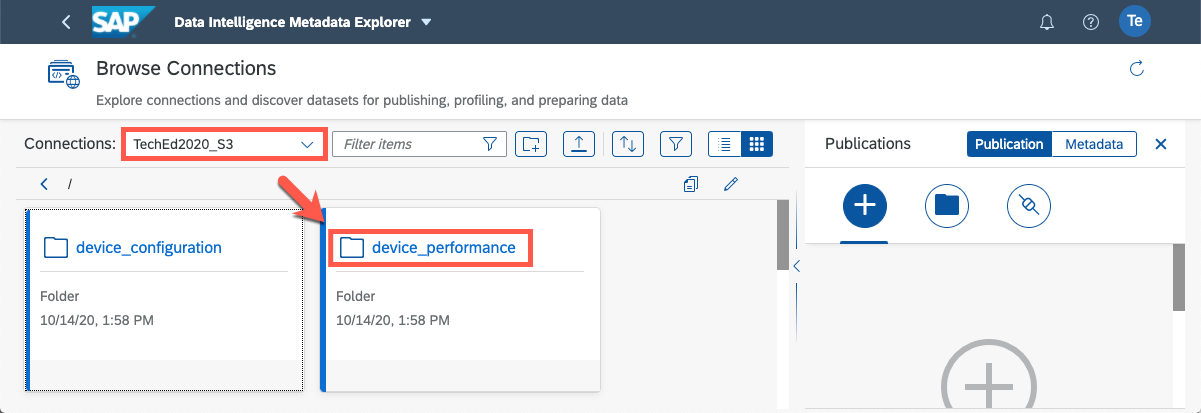 SAP Data Intelligence Metadata Explorer Te
Browse Connections
Explore connections and discover datasets for publishing, profiling, and preparing data
Connections: TechEd2020_S3 Filter items
/
device_configuration
Folder
10/14/20, 1:58 PM
device_performance
Folder
10/14/20, 1:58 PM
Publications Publication Metadata